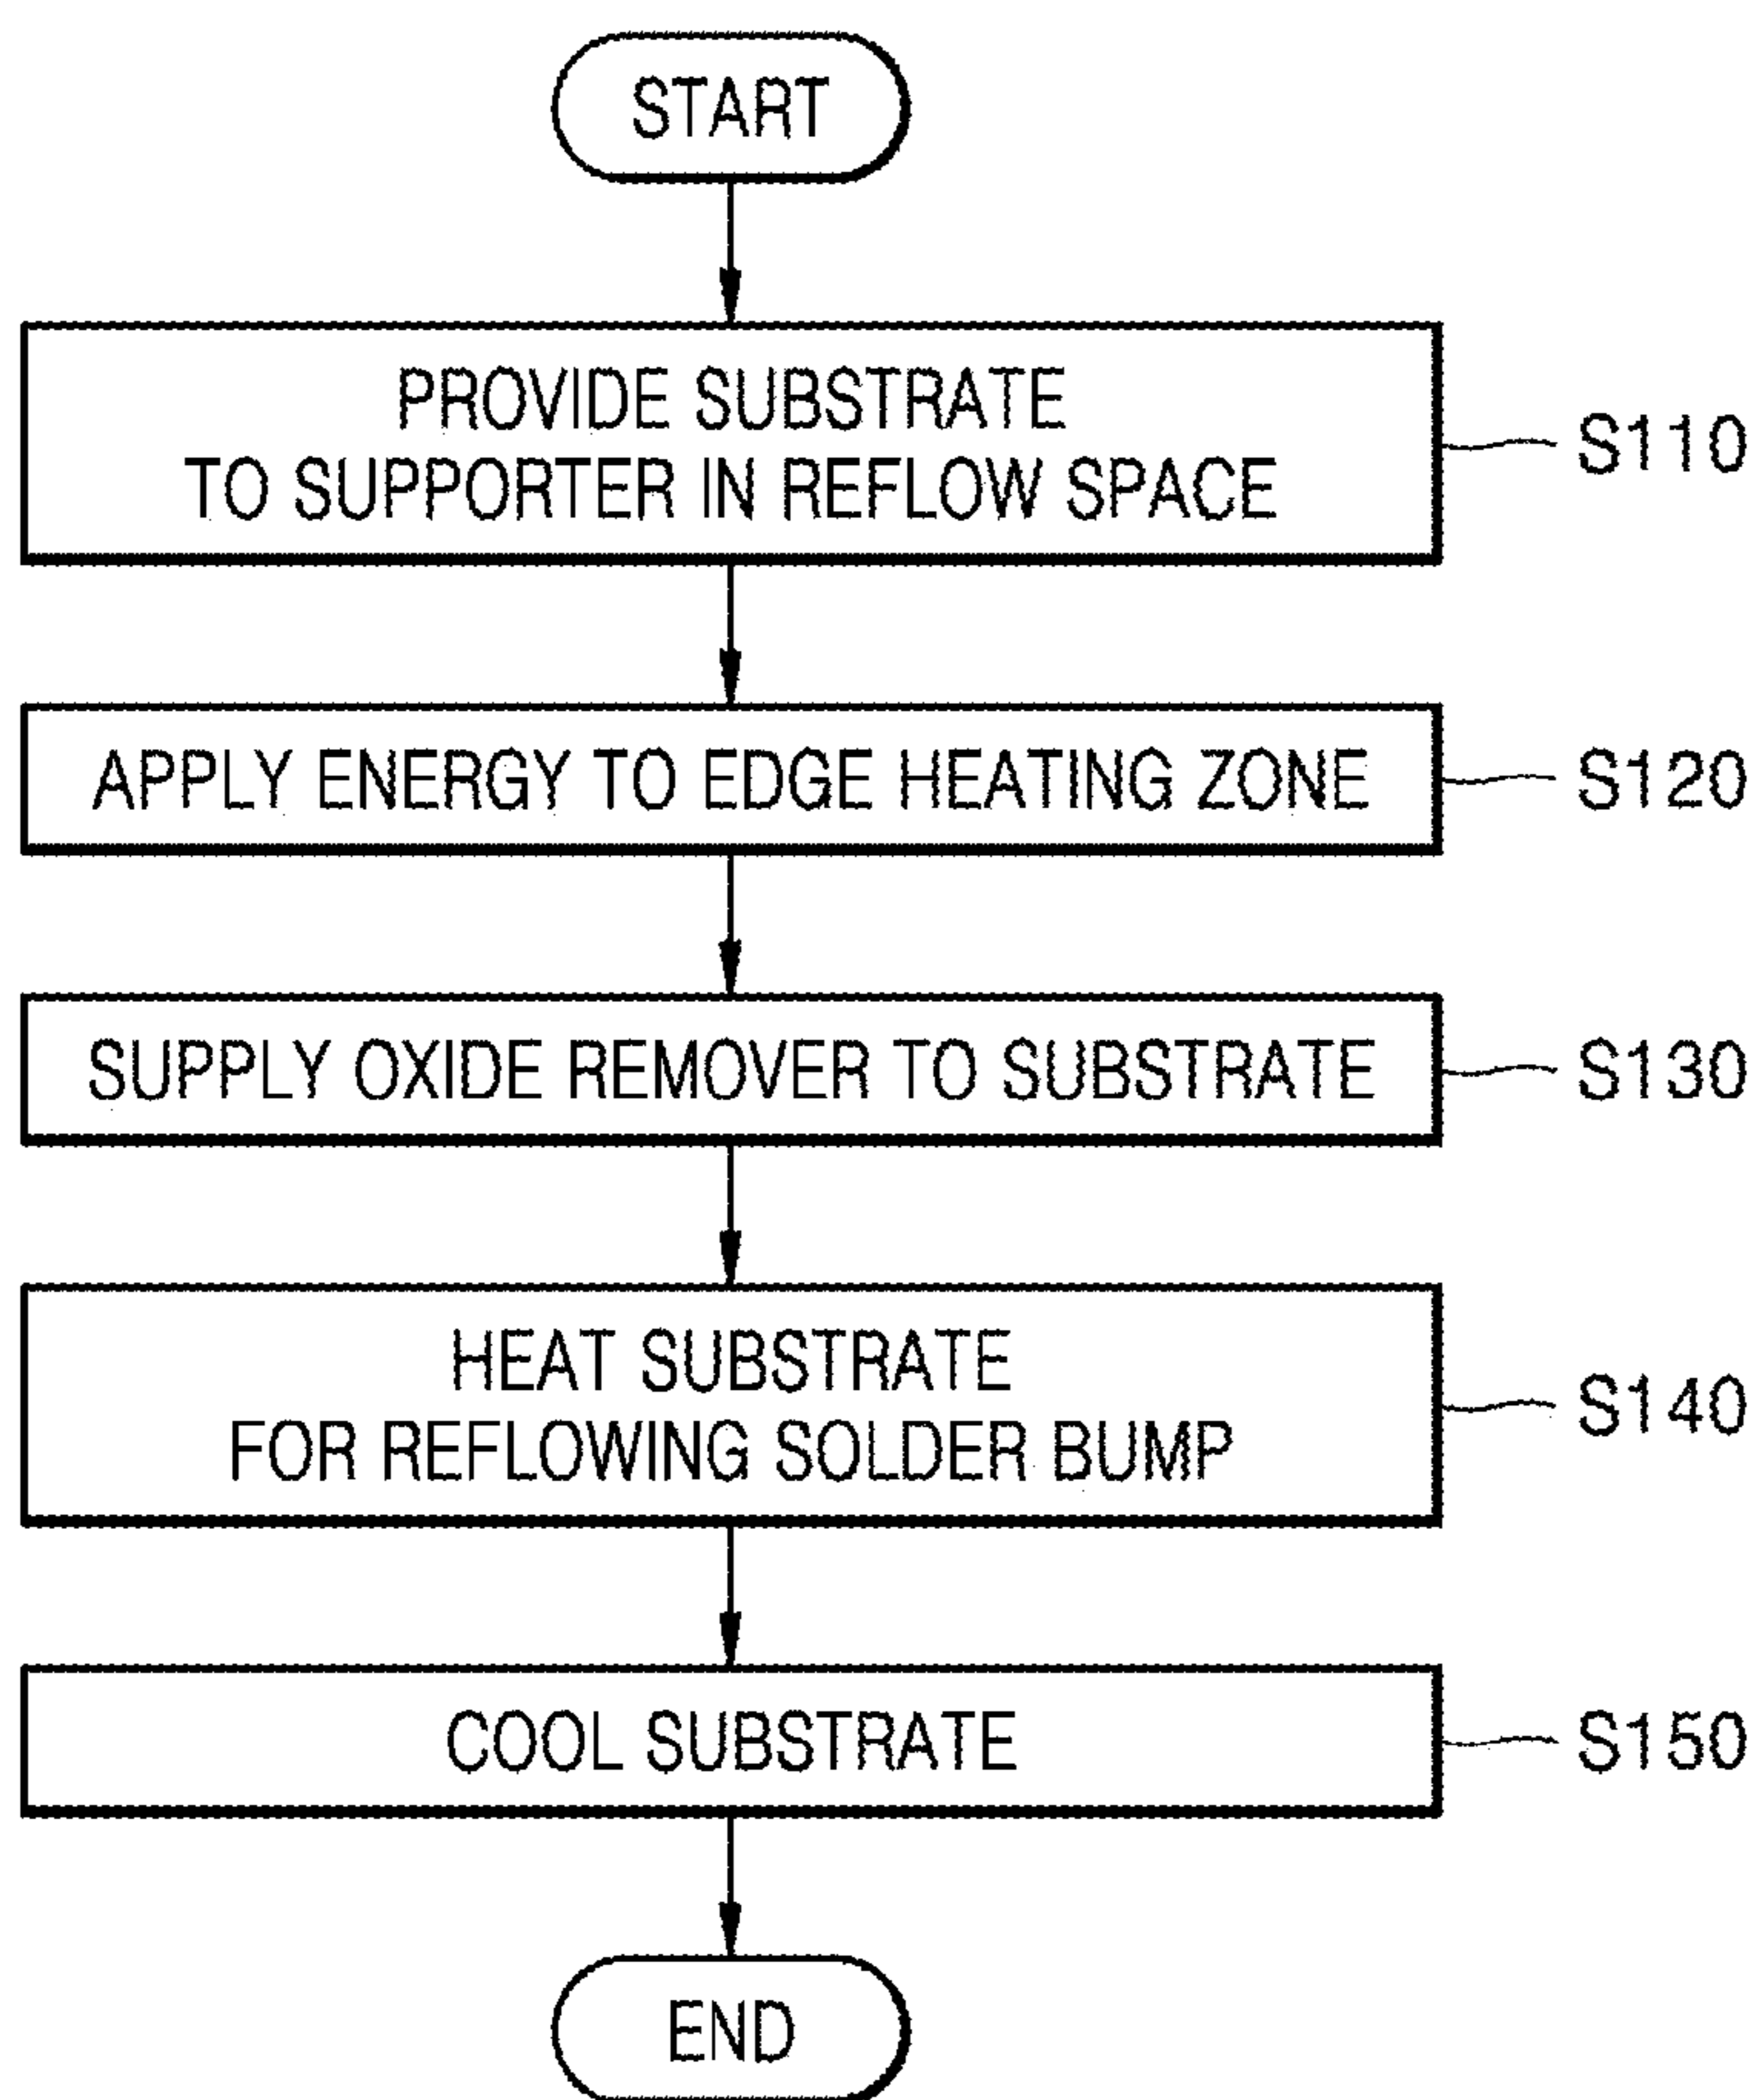 START
PROVIDE SUBSTRATE
TO SUPPORTER IN REFLOW SPACE
S110
APPLY ENERGY TO EDGE HEATING ZONE
S120
SUPPLY OXIDE REMOVER TO SUBSTRATE
S130
HEAT SUBSTRATE
FOR REFLOWING SOLDER BUMP
S140
COOL SUBSTRATE
S150
END